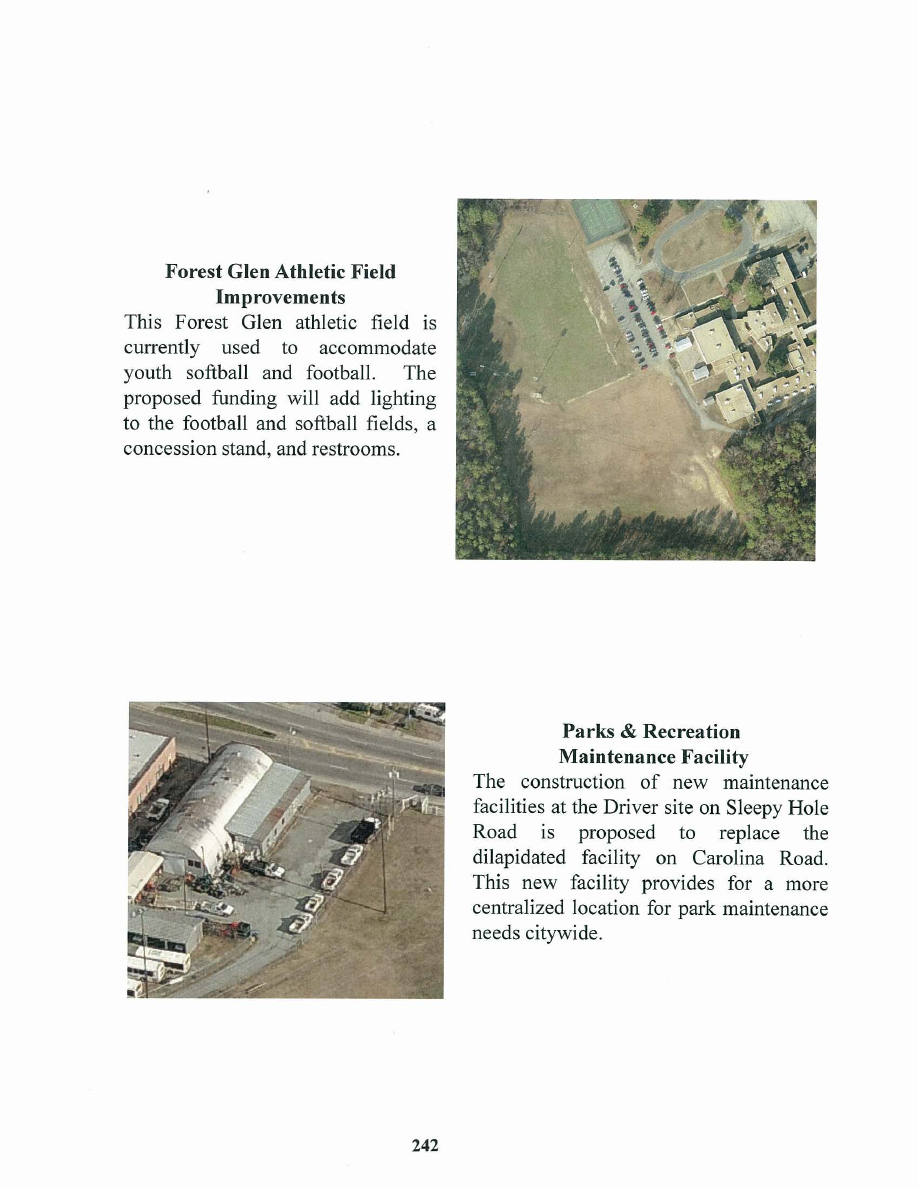 Forest Glen Athletic Field
Improvements
This Forest Glen athletic field is
currently used to accommodate
youth softball and football. The
proposed funding will add lighting
to the football and softball fields, a
concession stand, and restrooms.
Parks & Recreation
Maintenance Facility
The construction of new maintenance
facilities at the Driver site on Sleepy Hole
Road is proposed to replace the
dilapidated facility on Carolina Road.
This new facility provides for a more
centralized location for park maintenance
needs citywide.
242